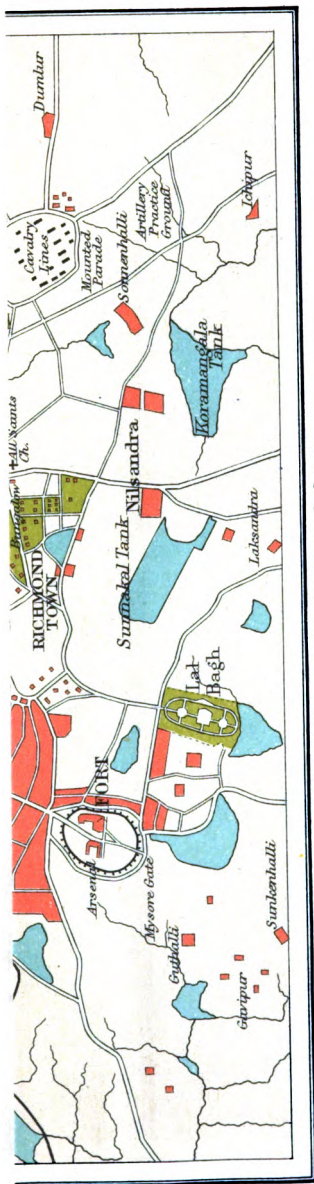 Dumlur
Cavalry
Lines
Mounted
Parade
Sonnenhalli
Artillery
Practice
Ground
Ichipur
Koramangala
Tank
All Saints
Ch.
RICHMOND
TOWN
Nilsandra
Sunnakal Tank
Laksandra
Lal-
Bagh
FORT
Arsenal
Mysore Gate
Guthalli
Gavipur
Sunkenhalli